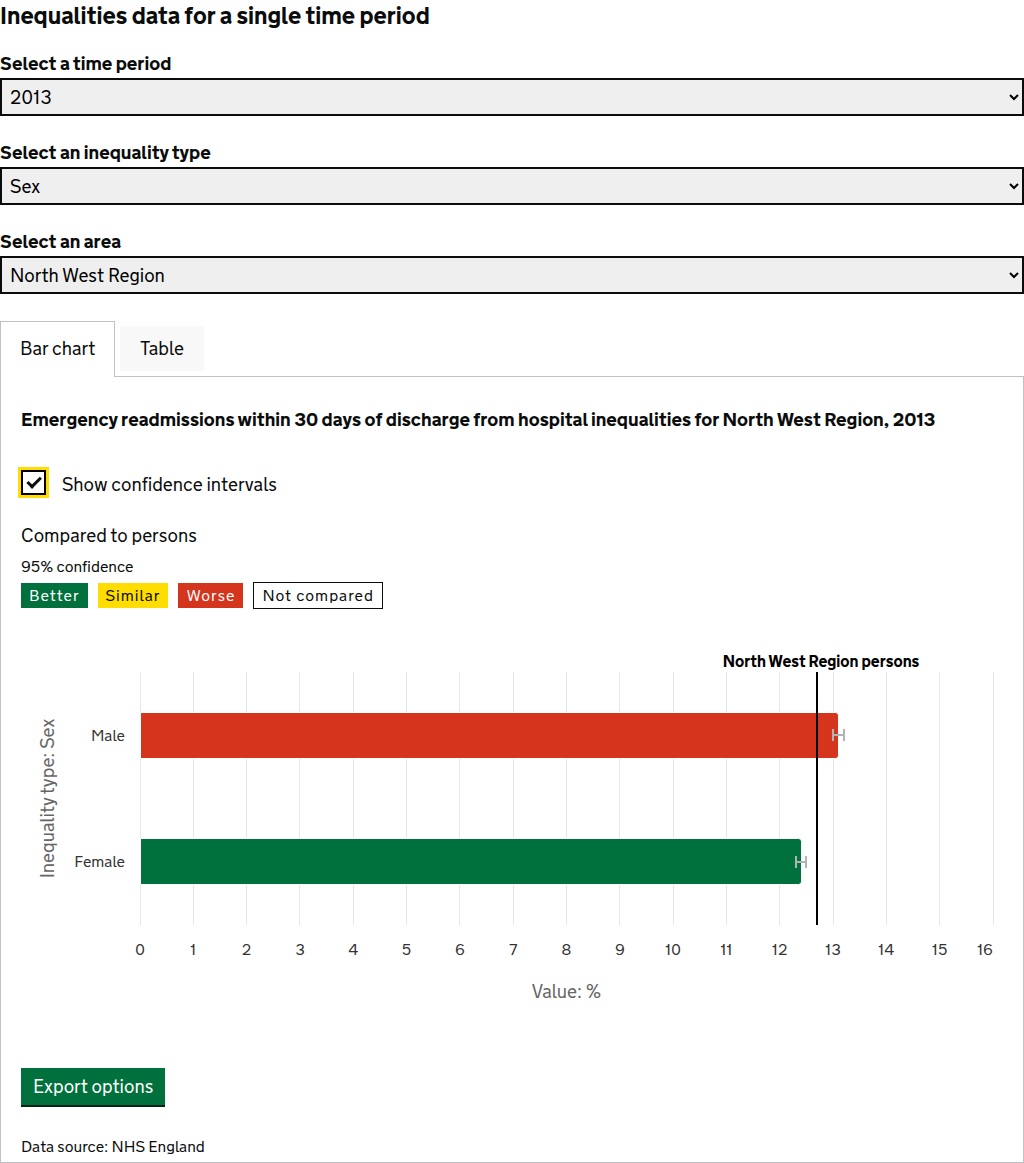 Inequalities data for a single time period
Select a time period
2013
Select an inequality type
Sex
Select an area
North West Region
Bar chart
Table
Emergency readmissions within 30 days of discharge from hospital inequalities for North West Region, 2013
Show confidence intervals
Compared to persons
95% confidence
Better Similar Worse Not compared
North West Region persons
Inequality type: Sex
Male
Female
0 1 2 3 4 5 6 7 8 9 10 11 12 13 14 15 16
Value: %
Export options
Data source: NHS England